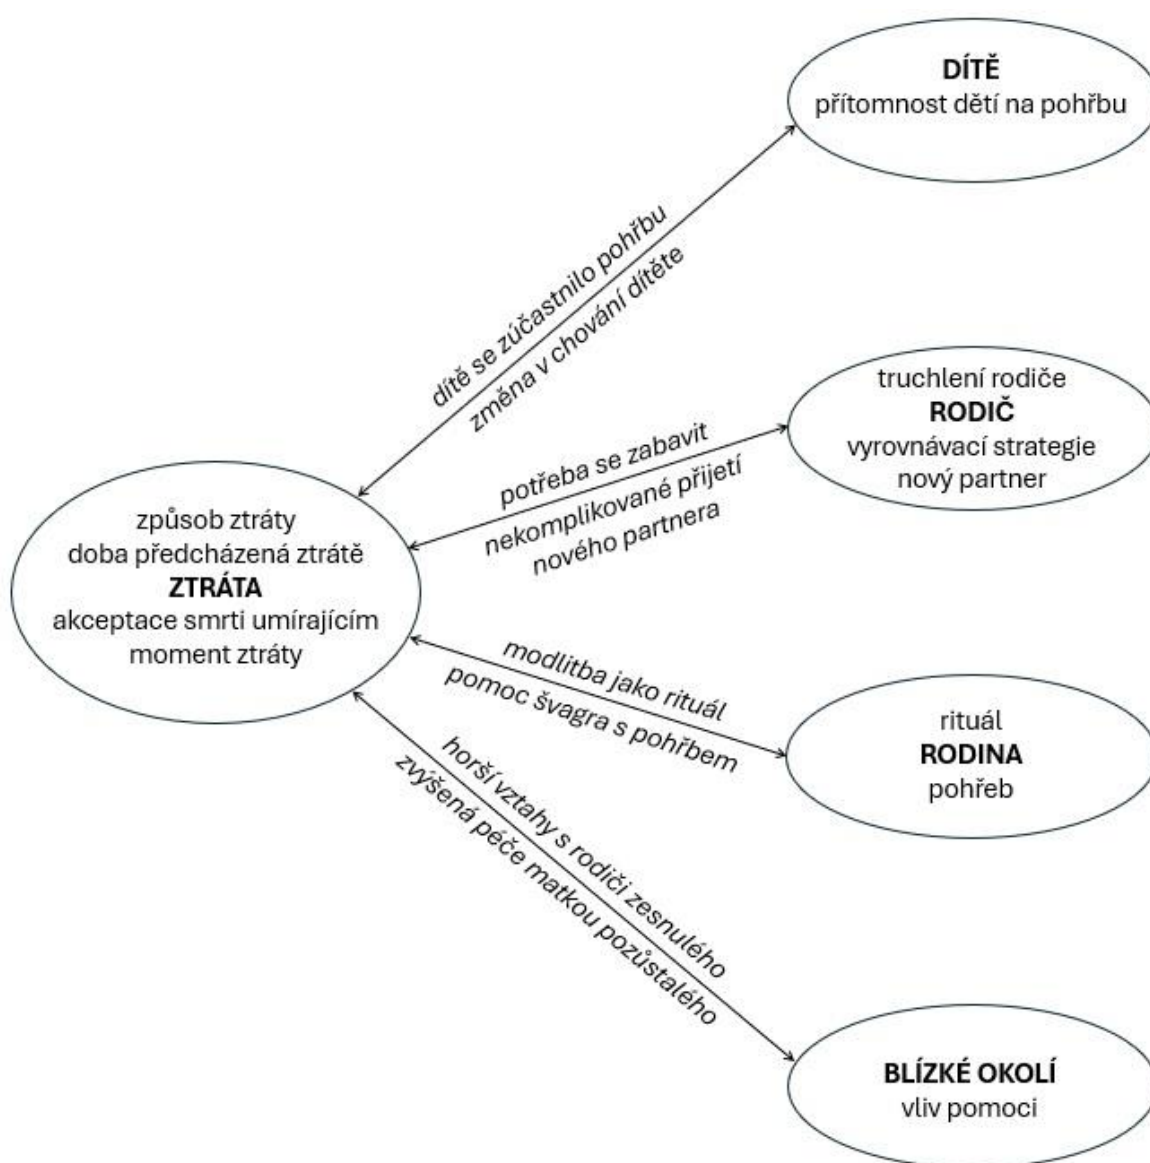 DÍTĚ
přítomnost dětí na pohřbu
dítě se zúčastnilo pohřbu
změna v chování dítěte
truchlení rodiče
RODIČ
vyrovnávací strategie
nový partner
potřeba se zabavit
nekomplikované přijetí
nového partnera
způsob ztráty
doba předcházená ztrátě
ZTRÁTA
akceptace smrti umírajícím
moment ztráty
modlitba jako rituál
pomoc švagra s pohřbem
rituál
RODINA
pohřeb
horší vztahy s rodiči zesnulého
zvýšená péče matkou pozůstalého
BLÍZKÉ OKOLÍ
vliv pomoci